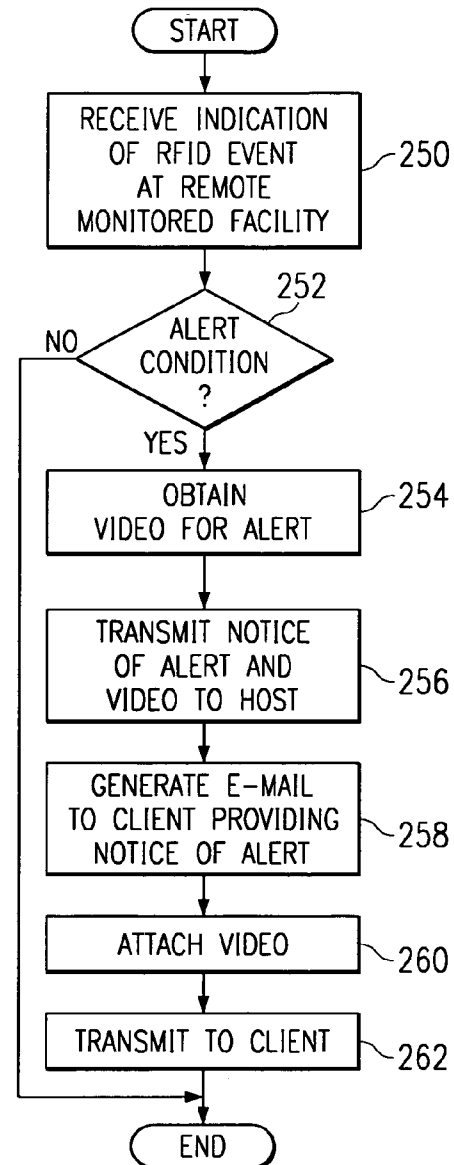 START
RECEIVE INDICATION
OF RFID EVENT
AT REMOTE
MONITORED FACILITY
250
252
ALERT
CONDITION
?
NO
YES
OBTAIN
VIDEO FOR ALERT
254
TRANSMIT NOTICE
OF ALERT AND
VIDEO TO HOST
256
GENERATE E-MAIL
TO CLIENT PROVIDING
NOTICE OF ALERT
258
ATTACH VIDEO
260
TRANSMIT TO CLIENT
262
END